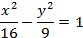 x²/16 − y²/9 = 1